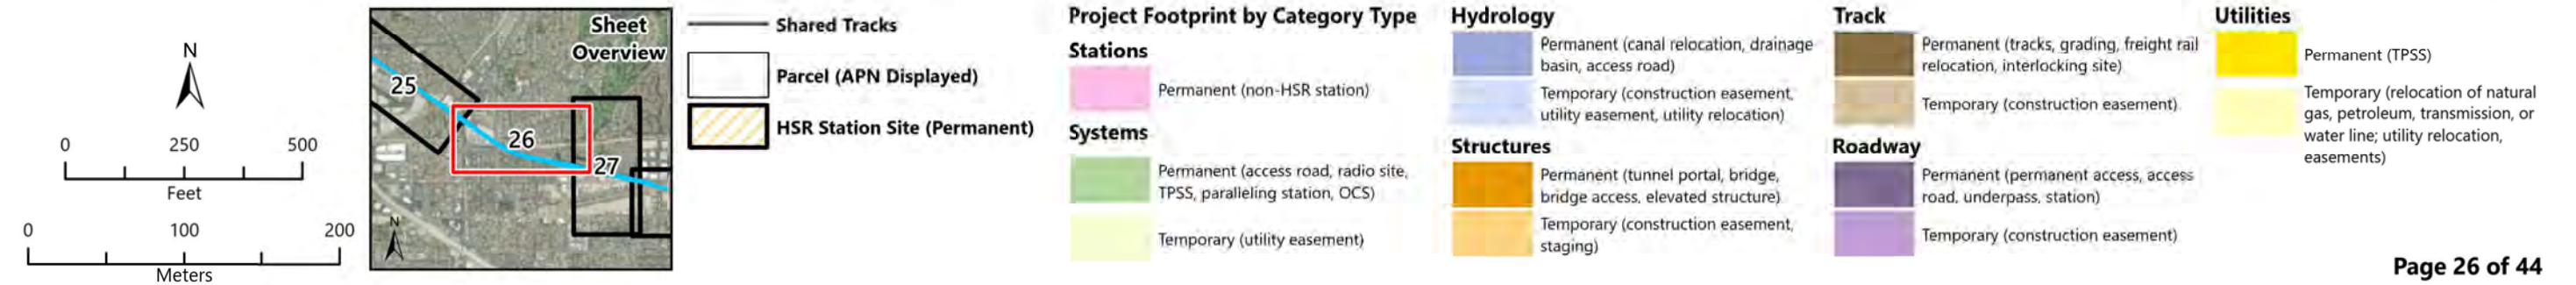 N
0 250 500
Feet
0 100 200
Meters
Sheet
Overview
25
26
27
N
Shared Tracks
Parcel (APN Displayed)
HSR Station Site (Permanent)
Project Footprint by Category Type
Stations
Permanent (non-HSR station)
Systems
Permanent (access road, radio site,
TPSS, paralleling station, OCS)
Temporary (utility easement)
Hydrology
Permanent (canal relocation, drainage
basin, access road)
Temporary (construction easement,
utility easement, utility relocation)
Structures
Permanent (tunnel portal, bridge,
bridge access, elevated structure)
Temporary (construction easement,
staging)
Track
Permanent (tracks, grading, freight rail
relocation, interlocking site)
Temporary (construction easement)
Roadway
Permanent (permanent access, access
road, underpass, station)
Temporary (construction easement)
Utilities
Permanent (TPSS)
Temporary (relocation of natural
gas, petroleum, transmission, or
water line; utility relocation,
easements)
Page 26 of 44